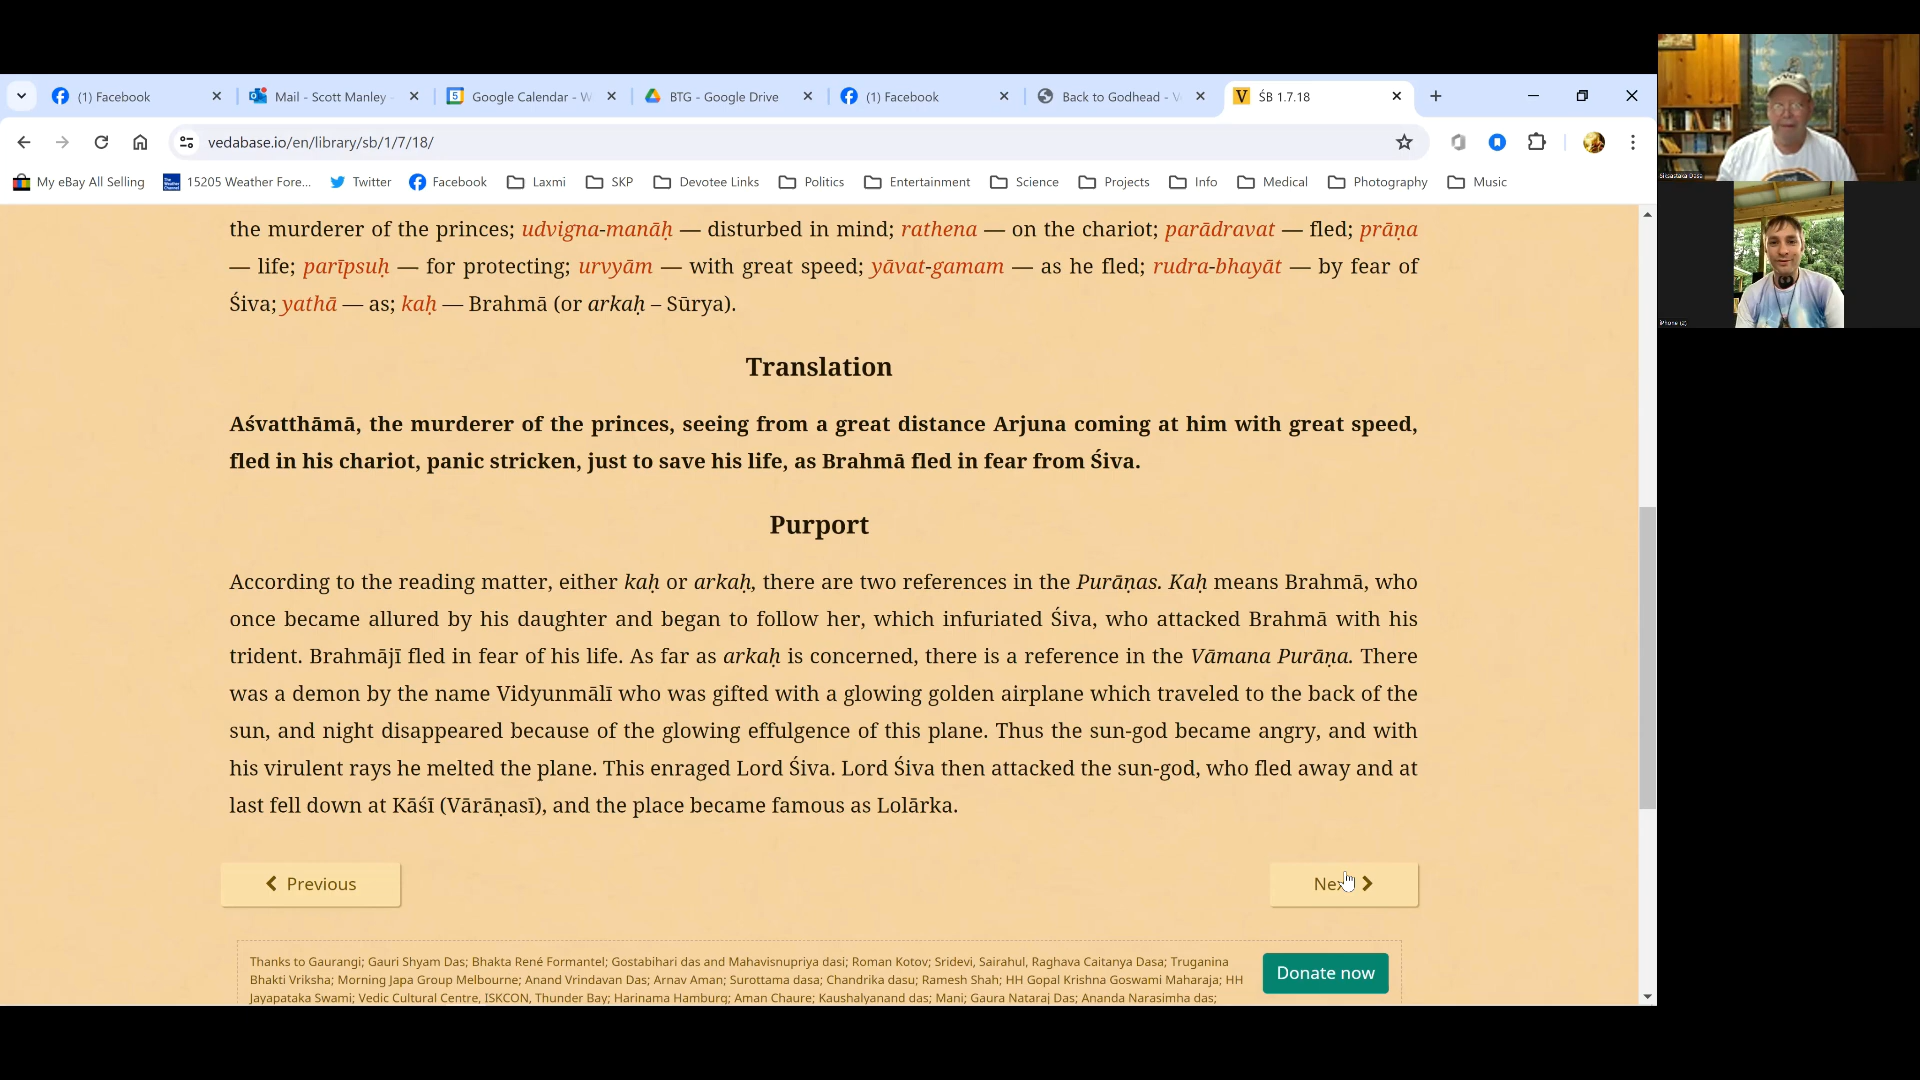 (1) Facebook
Mail - Scott Manley -
Google Calendar - W
BTG - Google Drive
(1) Facebook
Back to Godhead - V
ŚB 1.7.18
vedabase.io/en/library/sb/1/7/18/
My eBay All Selling
15205 Weather Fore...
Twitter
Facebook
Laxmi
SKP
Devotee Links
Politics
Entertainment
Science
Projects
Info
Medical
Photography
Music
the murderer of the princes; udvigna-manāḥ — disturbed in mind; rathena — on the chariot; parādravat — fled; prāṇa
— life; parīpsuḥ — for protecting; urvyām — with great speed; yāvat-gamam — as he fled; rudra-bhayāt — by fear of
Śiva; yathā — as; kaḥ — Brahmā (or arkaḥ – Sūrya).
Translation
Aśvatthāmā, the murderer of the princes, seeing from a great distance Arjuna coming at him with great speed,
fled in his chariot, panic stricken, just to save his life, as Brahmā fled in fear from Śiva.
Purport
According to the reading matter, either kaḥ or arkaḥ, there are two references in the Purāṇas. Kaḥ means Brahmā, who
once became allured by his daughter and began to follow her, which infuriated Śiva, who attacked Brahmā with his
trident. Brahmājī fled in fear of his life. As far as arkaḥ is concerned, there is a reference in the Vāmana Purāṇa. There
was a demon by the name Vidyunmālī who was gifted with a glowing golden airplane which traveled to the back of the
sun, and night disappeared because of the glowing effulgence of this plane. Thus the sun-god became angry, and with
his virulent rays he melted the plane. This enraged Lord Śiva. Lord Śiva then attacked the sun-god, who fled away and at
last fell down at Kāśī (Vārāṇasī), and the place became famous as Lolārka.
Previous
Next
Thanks to Gaurangi; Gauri Shyam Das; Bhakta René Formantel; Gostabihari das and Mahavisnupriya dasi; Roman Kotov; Sridevi, Sairahul, Raghava Caitanya Dasa; Truganina
Bhakti Vriksha; Morning Japa Group Melbourne; Anand Vrindavan Das; Arnav Aman; Surottama dasa; Chandrika dasu; Ramesh Shah; HH Gopal Krishna Goswami Maharaja; HH
Jayapataka Swami; Vedic Cultural Centre, ISKCON, Thunder Bay; Harinama Hamburg; Aman Chaure; Kaushalyanand das; Mani; Gaura Nataraj Das; Ananda Narasimha das;
Donate now
iPhone (2)